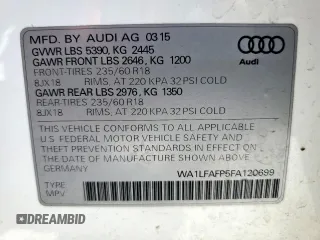 MFD. BY AUDI AG 03 15
GVWR LBS 5390, KG 2445
GAWR FRONT LBS 2646, KG 1200
FRONT-TIRES 235/60 R18
8JX18 RIMS, AT 220 KPA 32 PSI COLD
GAWR REAR LBS 2976, KG 1350
REAR-TIRES 235/60 R18
8JX18 RIMS, AT 220 KPA 32 PSI COLD
Audi
THIS VEHICLE CONFORMS TO ALL APPLICABLE
U.S. FEDERAL MOTOR VEHICLE SAFETY AND
THEFT PREVENTION STANDARDS IN EFFECT ON
THE DATE OF MANUFACTURE SHOWN ABOVE.
GERMANY
WA1LFAFP5FA120699
TYPE:
MPV
DEALERSHIP C REPORT